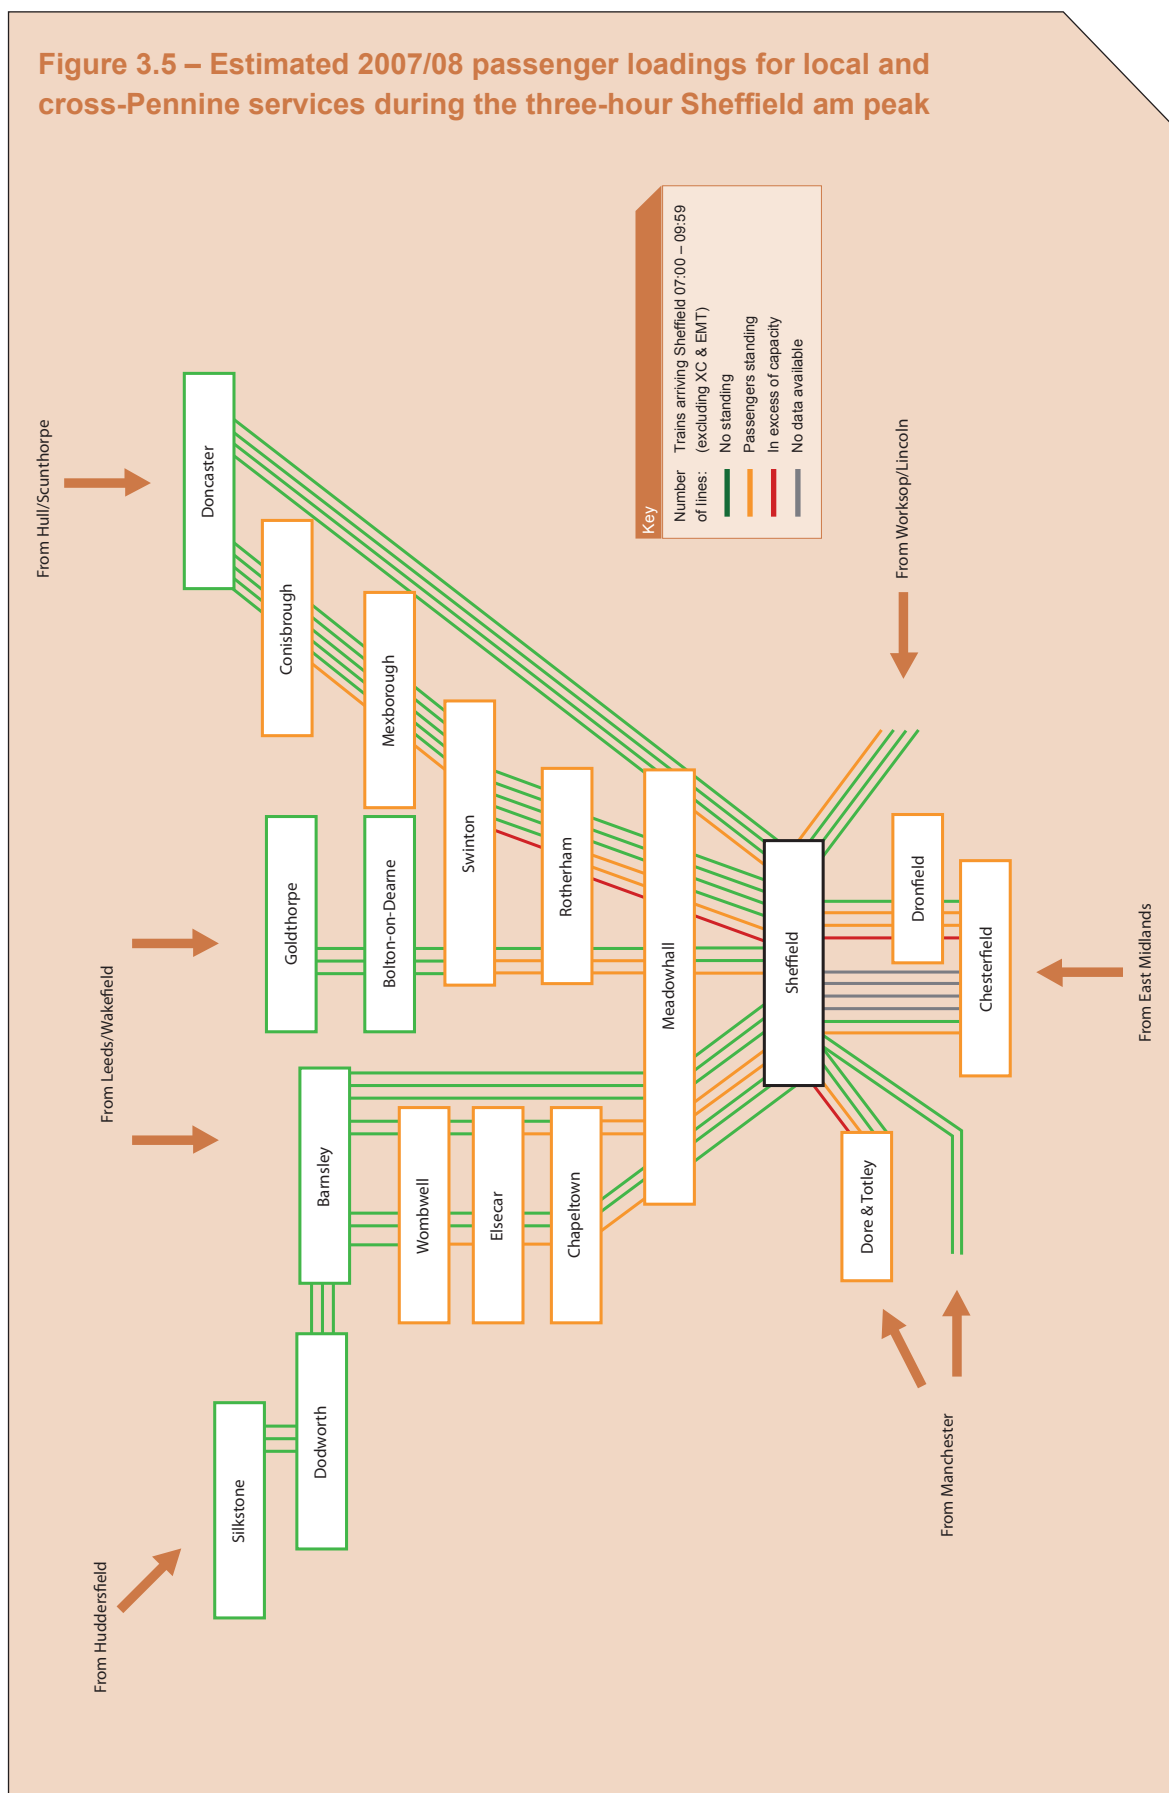 Figure 3.5 – Estimated 2007/08 passenger loadings for local and
cross-Pennine services during the three-hour Sheffield am peak
From Huddersfield
From Leeds/Wakefield
From Hull/Scunthorpe
Silkstone
Dodworth
Barnsley
Wombwell
Elsecar
Chapeltown
Goldthorpe
Bolton-on-Dearne
Doncaster
Conisbrough
Mexborough
Swinton
Rotherham
Meadowhall
Sheffield
Dore & Totley
Dronfield
Chesterfield
From Manchester
From East Midlands
From Worksop/Lincoln
Key
Number Trains arriving Sheffield 07:00 – 09:59
of lines: (excluding XC & EMT)
No standing
Passengers standing
In excess of capacity
No data available